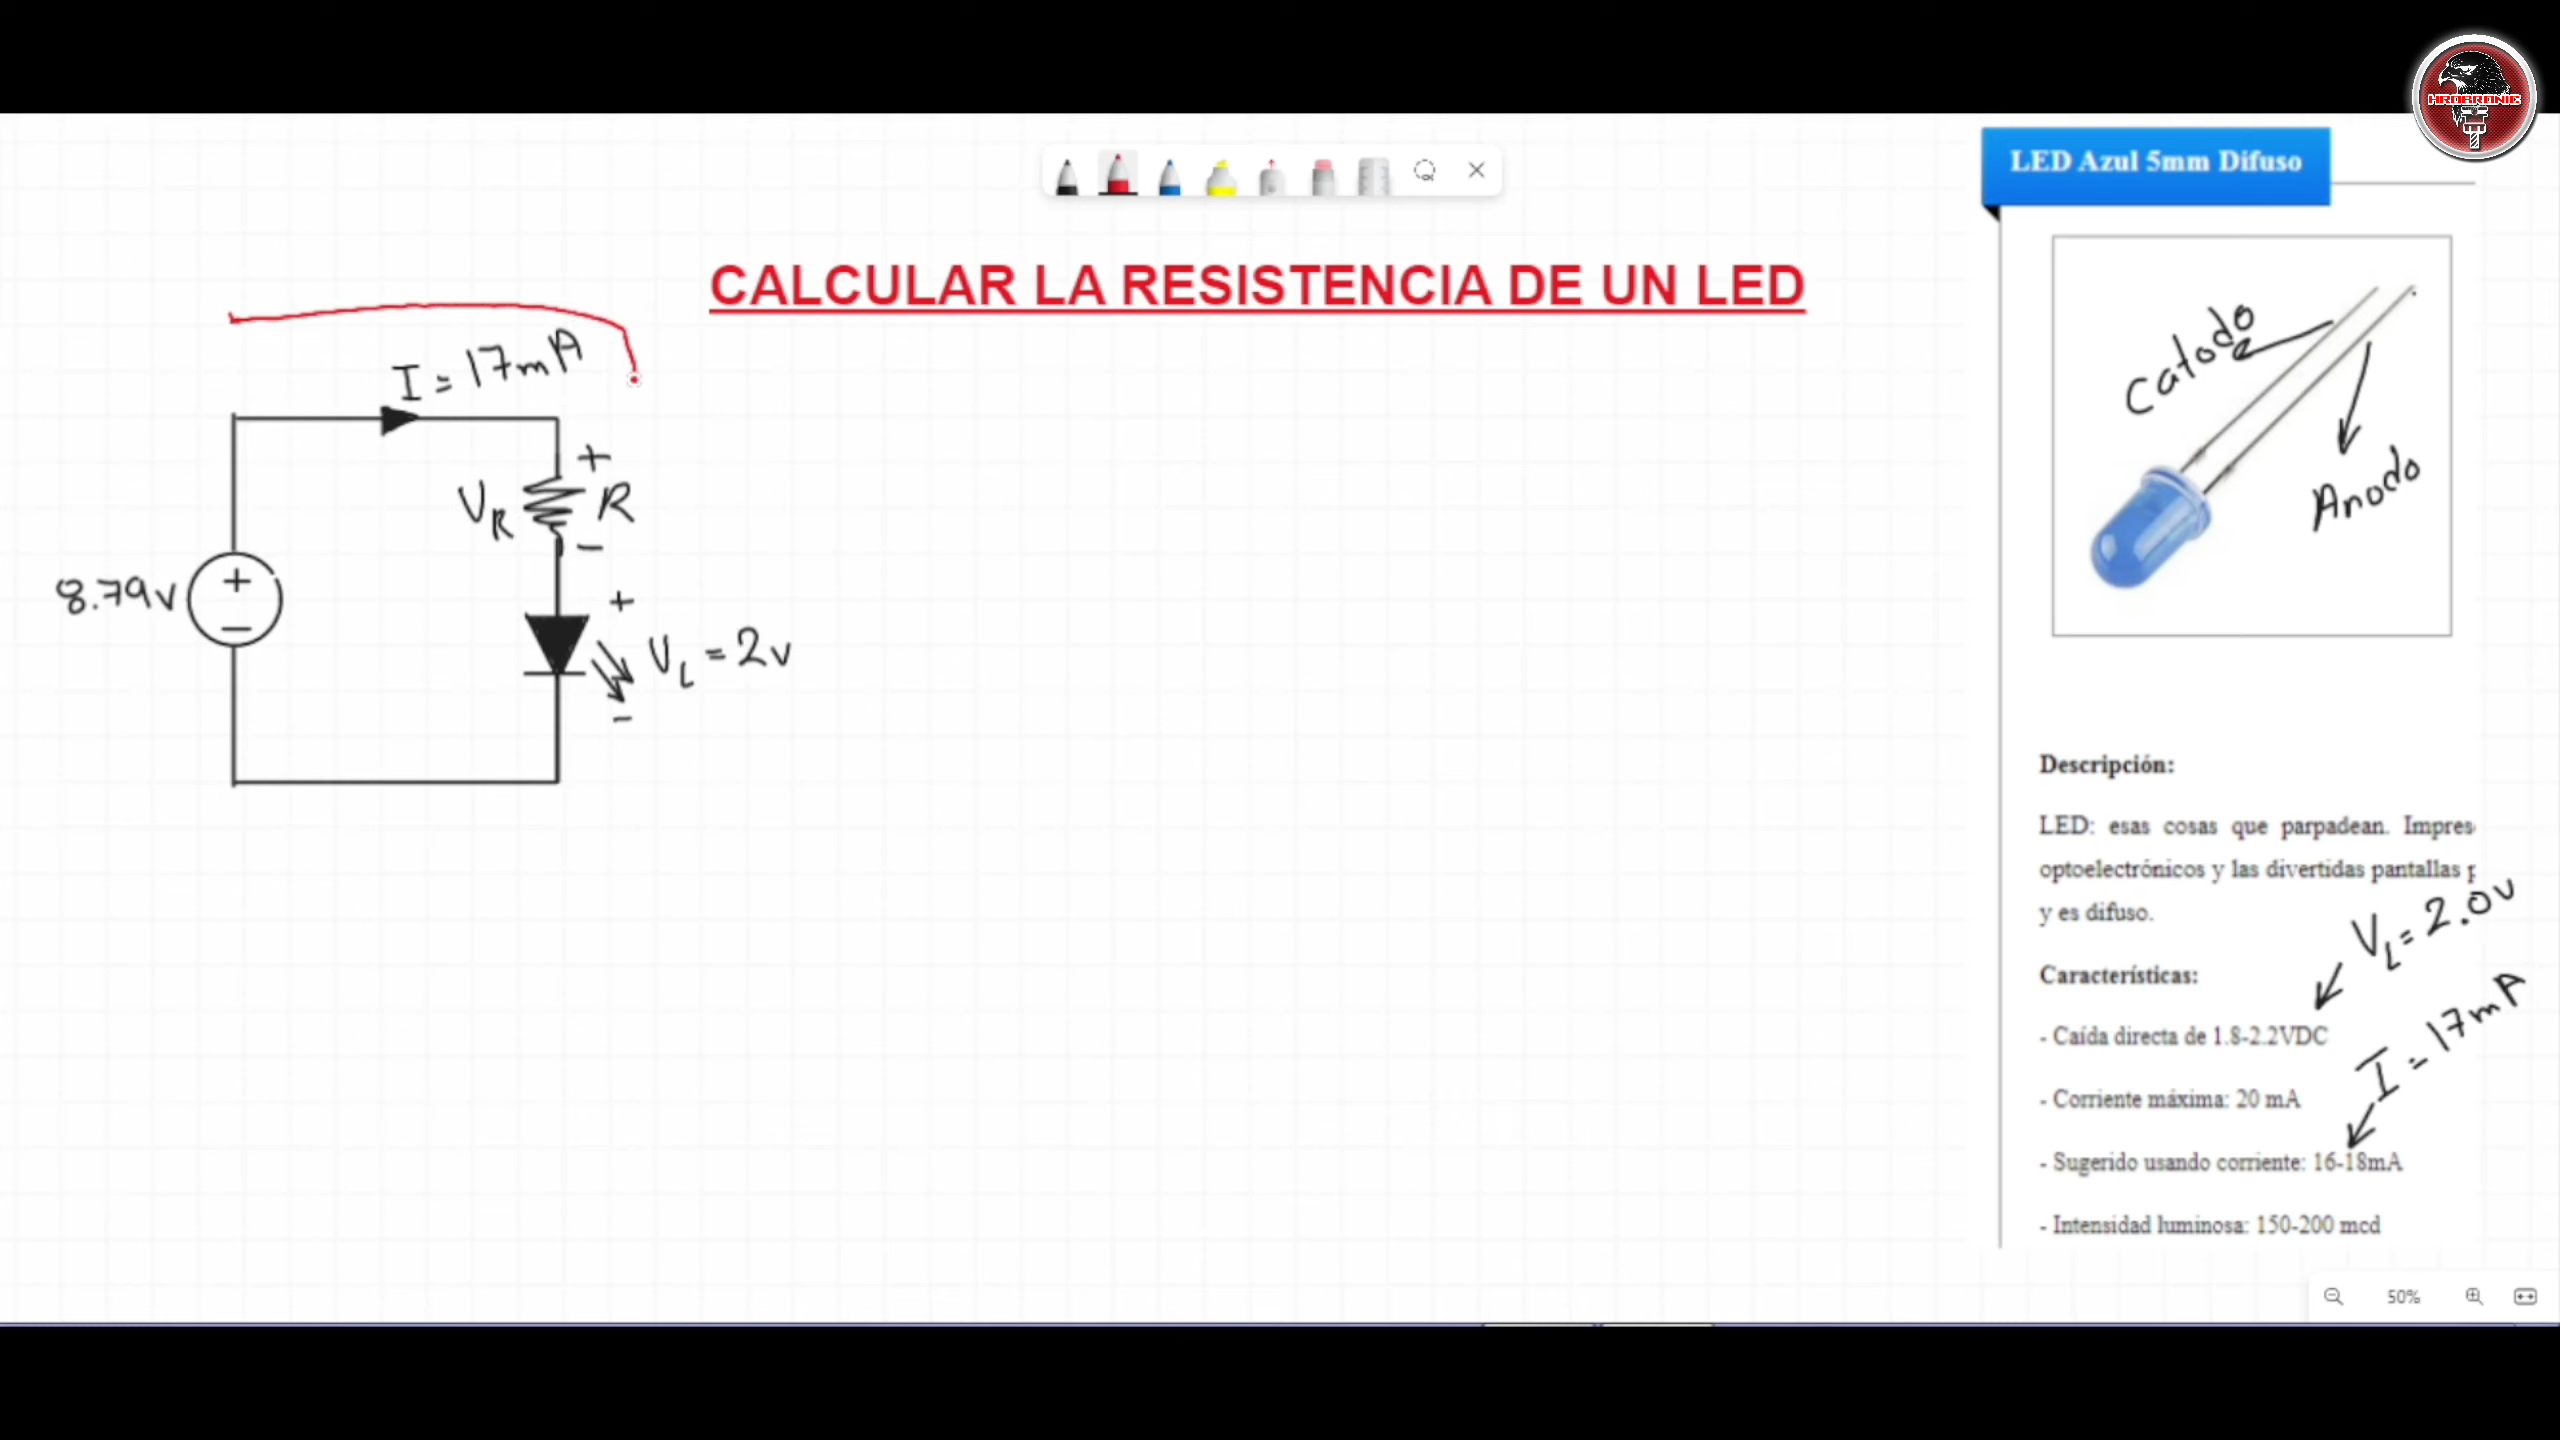 HROBRONIC
LED Azul 5mm Difuso
CALCULAR LA RESISTENCIA DE UN LED
I = 17mA
+
VR R
-
8.79v
+
-
+
VL = 2v
-
Catodo
Anodo
Descripción:
LED: esas cosas que parpadean. Impres
optoelectrónicos y las divertidas pantallas p
y es difuso.
VL = 2.0v
Características:
I = 17mA
- Caída directa de 1.8-2.2VDC
- Corriente máxima: 20 mA
- Sugerido usando corriente: 16-18mA
- Intensidad luminosa: 150-200 mcd
50%